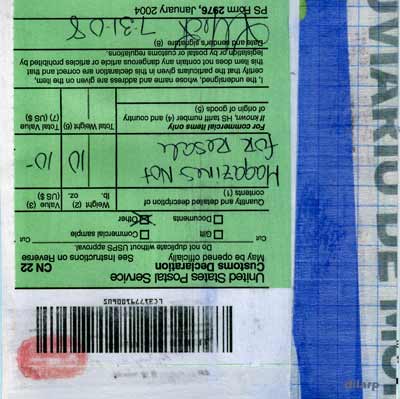 LC317791806US
United States Postal Service
Customs Declaration
CN 22
May be opened officially
See Instructions on Reverse
Do not duplicate without USPS approval.
Cut
Cut
Gift
Commercial sample
Documents
Other
Quantity and detailed description of contents (1)
Weight (2)
lb. oz.
Value (3)
(US $)
MAGAZINES NOT
FOR RESALE
10
10-
For commercial items only
If known, HS tariff number (4) and country
of origin of goods (5)
Total Weight (6)
Total Value
(7) (US $)
I, the undersigned, whose name and address are given on the item,
certify that the particulars given in this declaration are correct and that
this item does not contain any dangerous article or articles prohibited by
legislation or by postal or customs regulations.
Date and sender's signature (8)
7-31-08
PS Form 2976, January 2004
dilarp